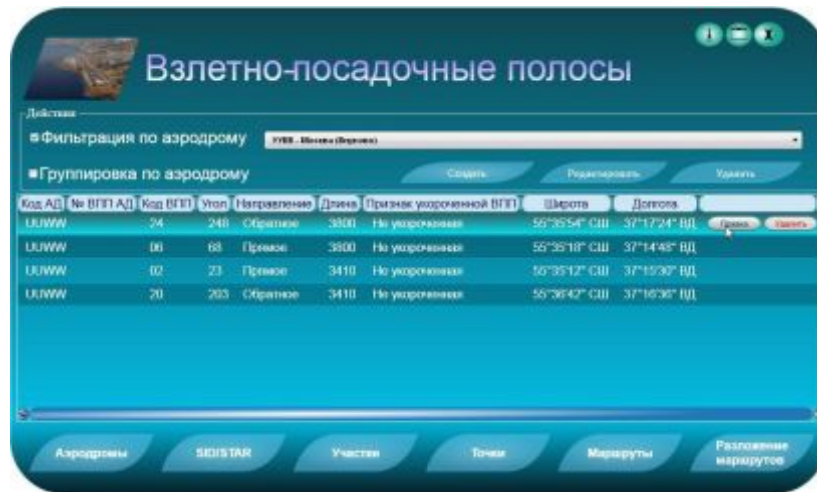 Взлетно-посадочные полосы
Действия
Фильтрация по аэродрому УУВВ - Москва (Внуково)
Группировка по аэродрому Создать Редактировать Удалить
Код АД № ВПП АД Код ВПП Угол Направление Длина Признак укороченной ВПП Широта Долгота
UUWW 24 248 Обратное 3800 Не укороченная 55°35'54" СШ 37°17'24" ВД Правка Удалить
UUWW 06 68 Прямое 3800 Не укороченная 55°35'18" СШ 37°14'48" ВД
UUWW 02 23 Прямое 3410 Не укороченная 55°35'12" СШ 37°15'30" ВД
UUWW 20 203 Обратное 3410 Не укороченная 55°36'42" СШ 37°16'36" ВД
Аэродромы SID/STAR Участки Точки Маршруты Разложение
маршрутов